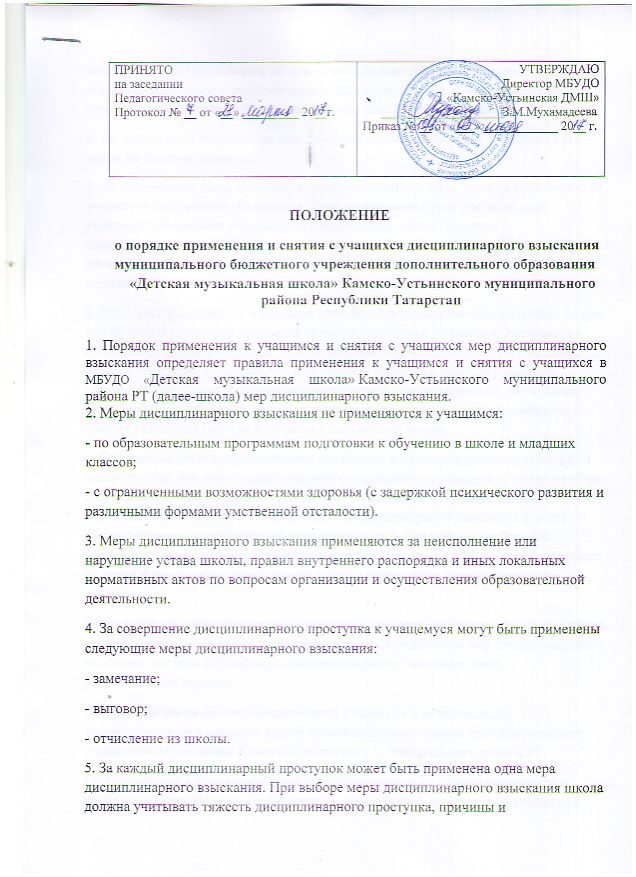 ПРИНЯТО
на заседании
Педагогического совета
Протокол № 7 от «29» марта 2017 г.
УТВЕРЖДАЮ
Директор МБУДО
«Камско-Устьинская ДМШ»
З.М.Мухамадеева
Приказ № от « » 2017 г.
ПОЛОЖЕНИЕ
о порядке применения и снятия с учащихся дисциплинарного взыскания
муниципального бюджетного учреждения дополнительного образования
«Детская музыкальная школа» Камско-Устьинского муниципального
района Республики Татарстан
1. Порядок применения к учащимся и снятия с учащихся мер дисциплинарного
взыскания определяет правила применения к учащимся и снятия с учащихся в
МБУДО «Детская музыкальная школа» Камско-Устьинского муниципального
района РТ (далее-школа) мер дисциплинарного взыскания.
2. Меры дисциплинарного взыскания не применяются к учащимся:
- по образовательным программам подготовки к обучению в школе и младших
классов;
- с ограниченными возможностями здоровья (с задержкой психического развития и
различными формами умственной отсталости).
3. Меры дисциплинарного взыскания применяются за неисполнение или
нарушение устава школы, правил внутреннего распорядка и иных локальных
нормативных актов по вопросам организации и осуществления образовательной
деятельности.
4. За совершение дисциплинарного проступка к учащемуся могут быть применены
следующие меры дисциплинарного взыскания:
- замечание;
- выговор;
- отчисление из школы.
5. За каждый дисциплинарный проступок может быть применена одна мера
дисциплинарного взыскания. При выборе меры дисциплинарного взыскания школа
должна учитывать тяжесть дисциплинарного проступка, причины и